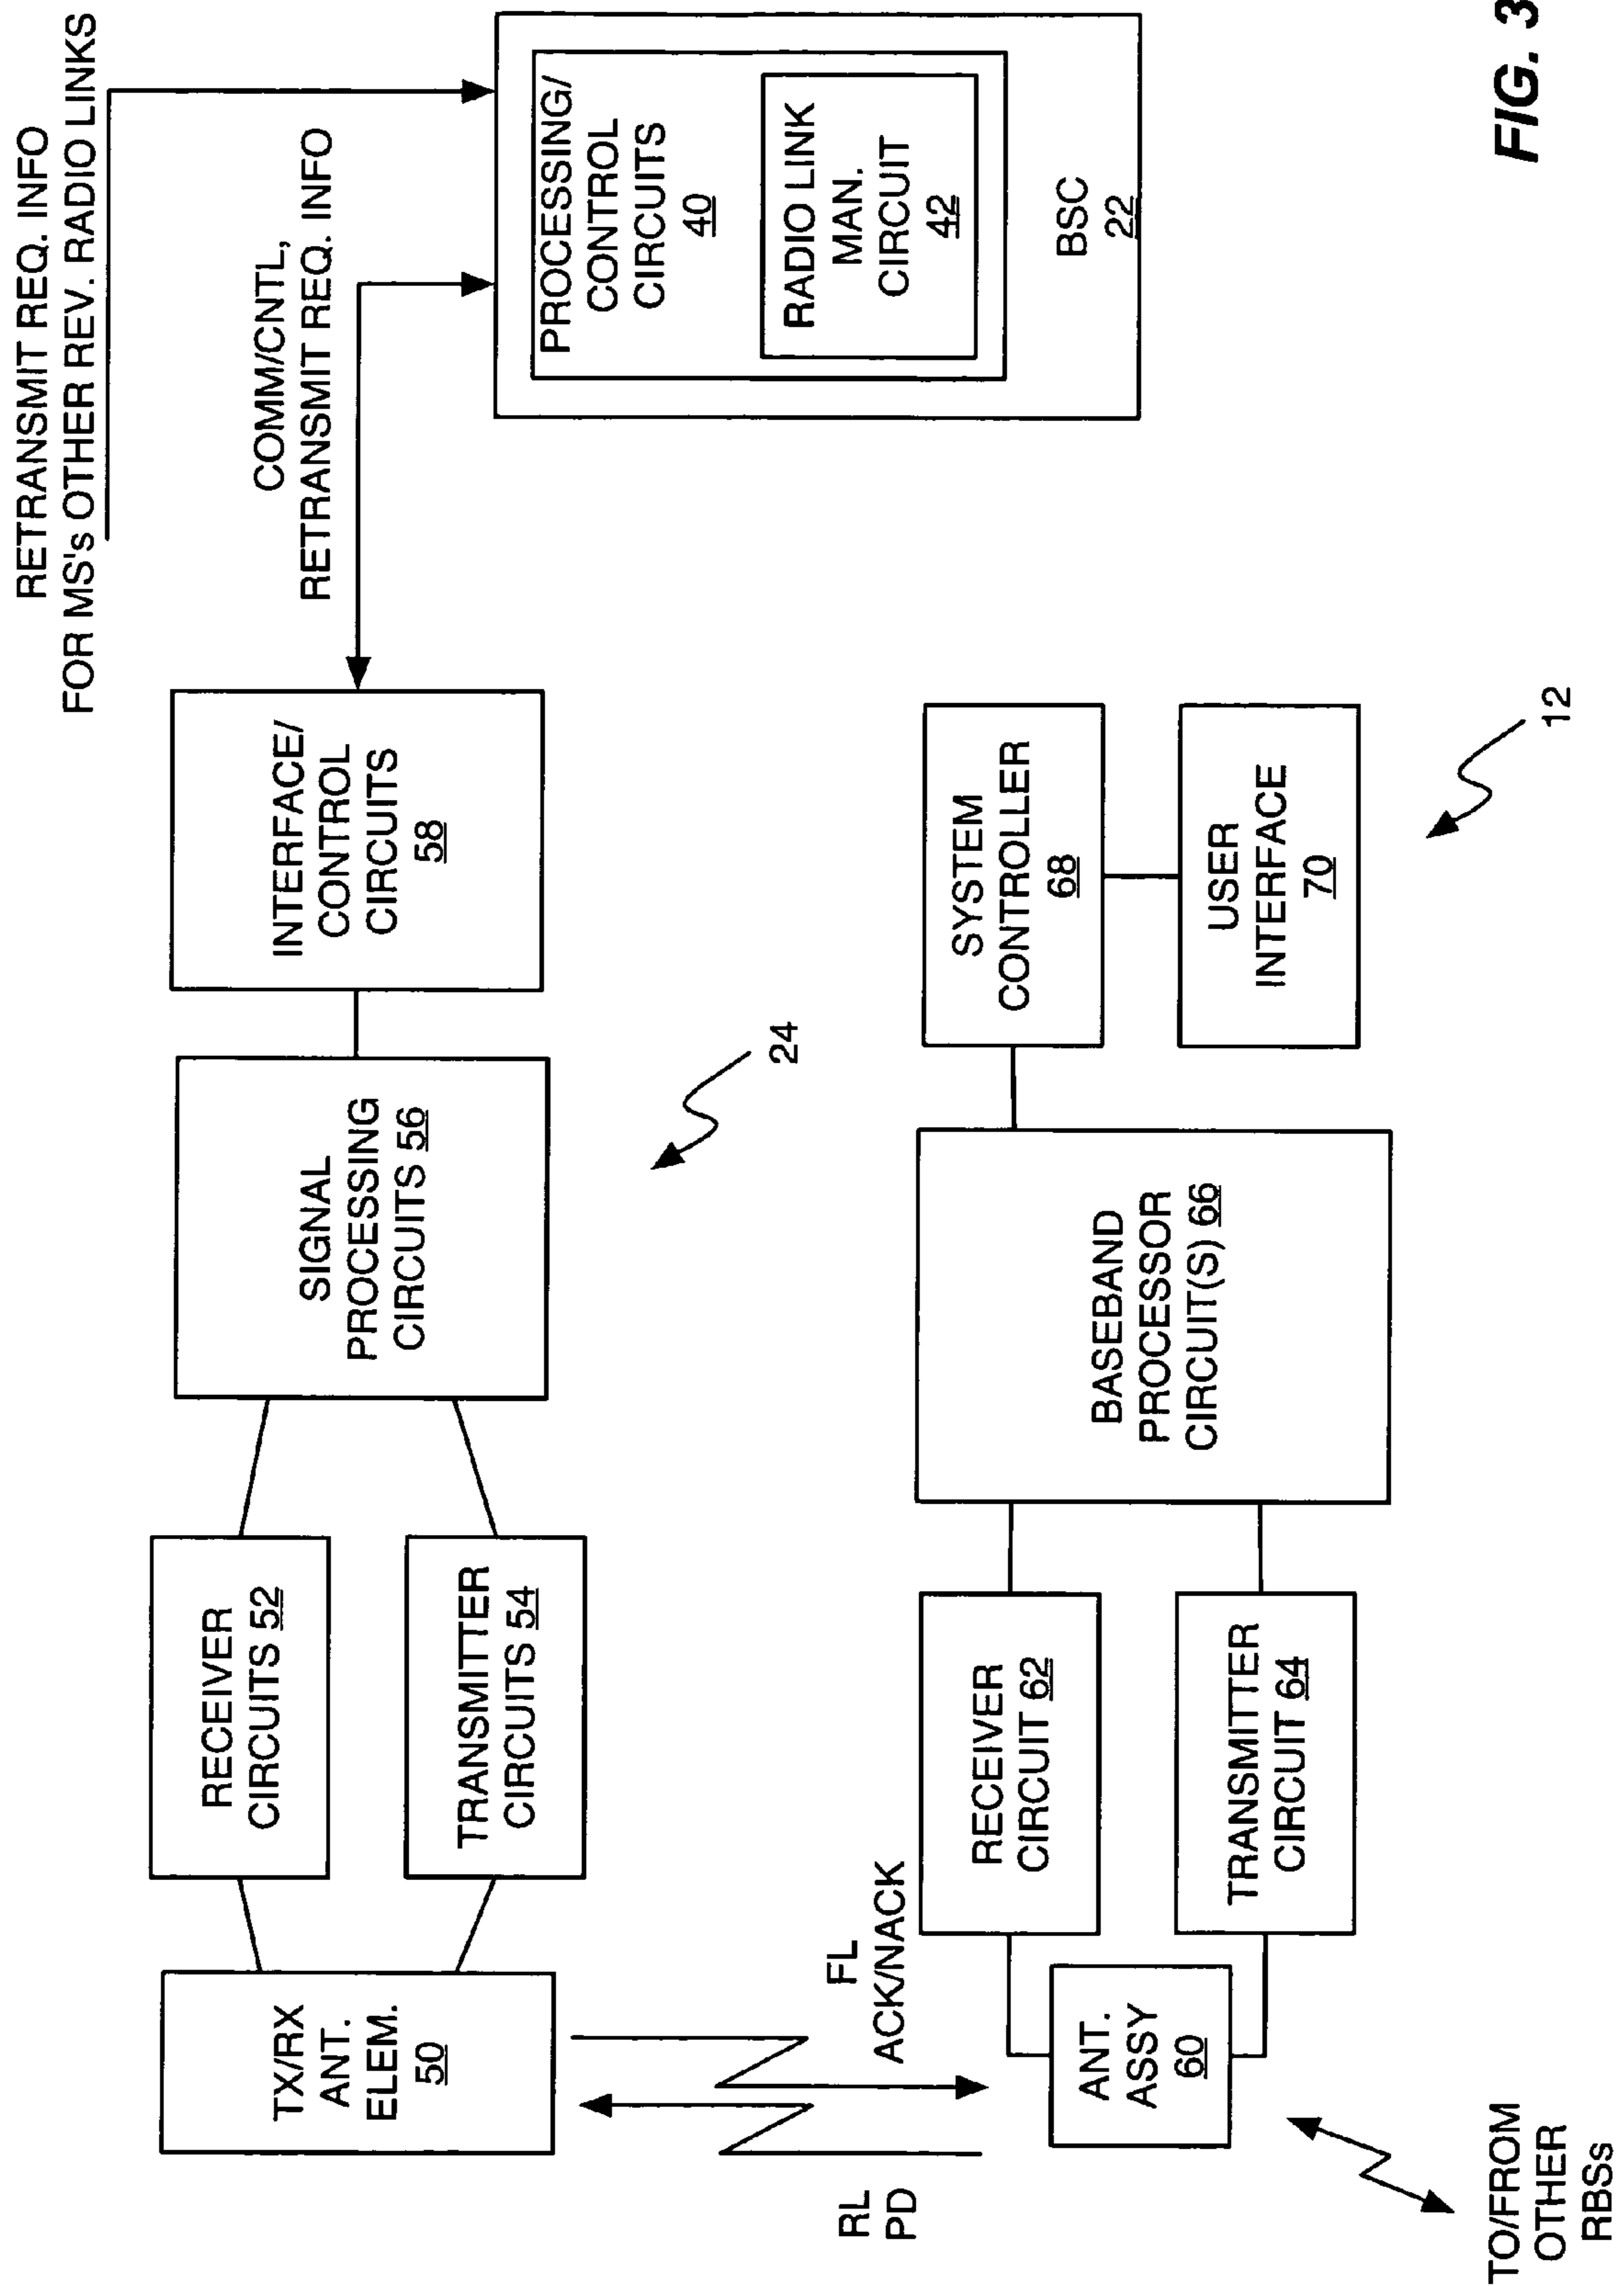 RETRANSMIT REQ. INFO
FOR MS's OTHER REV. RADIO LINKS
COMM/CNTL,
RETRANSMIT REQ. INFO
TX/RX
ANT.
ELEM.
50
RECEIVER
CIRCUITS 52
TRANSMITTER
CIRCUITS 54
SIGNAL
PROCESSING
CIRCUITS 56
INTERFACE/
CONTROL
CIRCUITS
58
PROCESSING/
CONTROL
CIRCUITS
40
RADIO LINK
MAN.
CIRCUIT
42
BSC
22
24
RL
PD
FL
ACK/NACK
ANT.
ASSY
60
RECEIVER
CIRCUIT 62
TRANSMITTER
CIRCUIT 64
BASEBAND
PROCESSOR
CIRCUIT(S) 66
SYSTEM
CONTROLLER
68
USER
INTERFACE
70
12
TO/FROM
OTHER
RBSs
FIG. 3